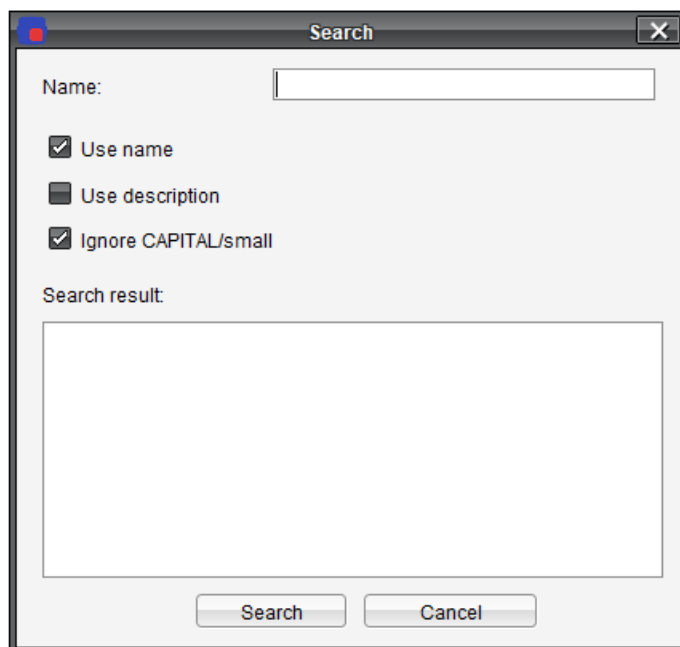 Search
Name:
Use name
Use description
Ignore CAPITAL/small
Search result:
Search
Cancel